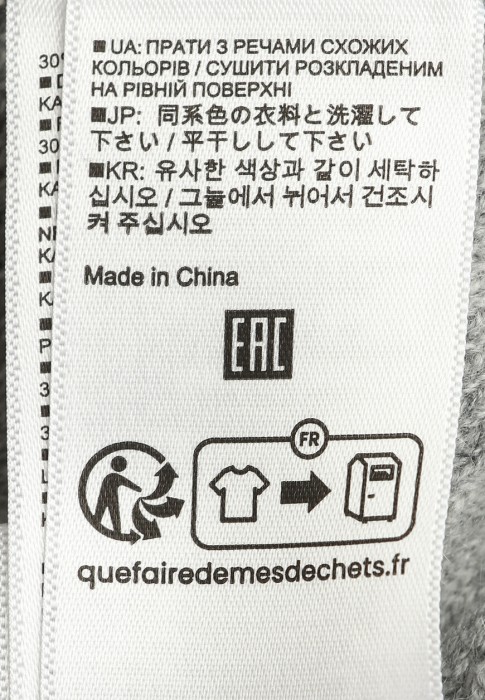 UA: ПРАТИ З РЕЧАМИ СХОЖИХ
КОЛЬОРІВ / СУШИТИ РОЗКЛАДЕНИМ
НА РІВНІЙ ПОВЕРХНІ
JP: 同系色の衣料と洗濯して
下さい / 平干しして下さい
KR: 유사한 색상과 같이 세탁하
십시오 / 그늘에서 뉘어서 건조시
켜 주십시오
Made in China
EAC
FR
quefairedemesdechets.fr